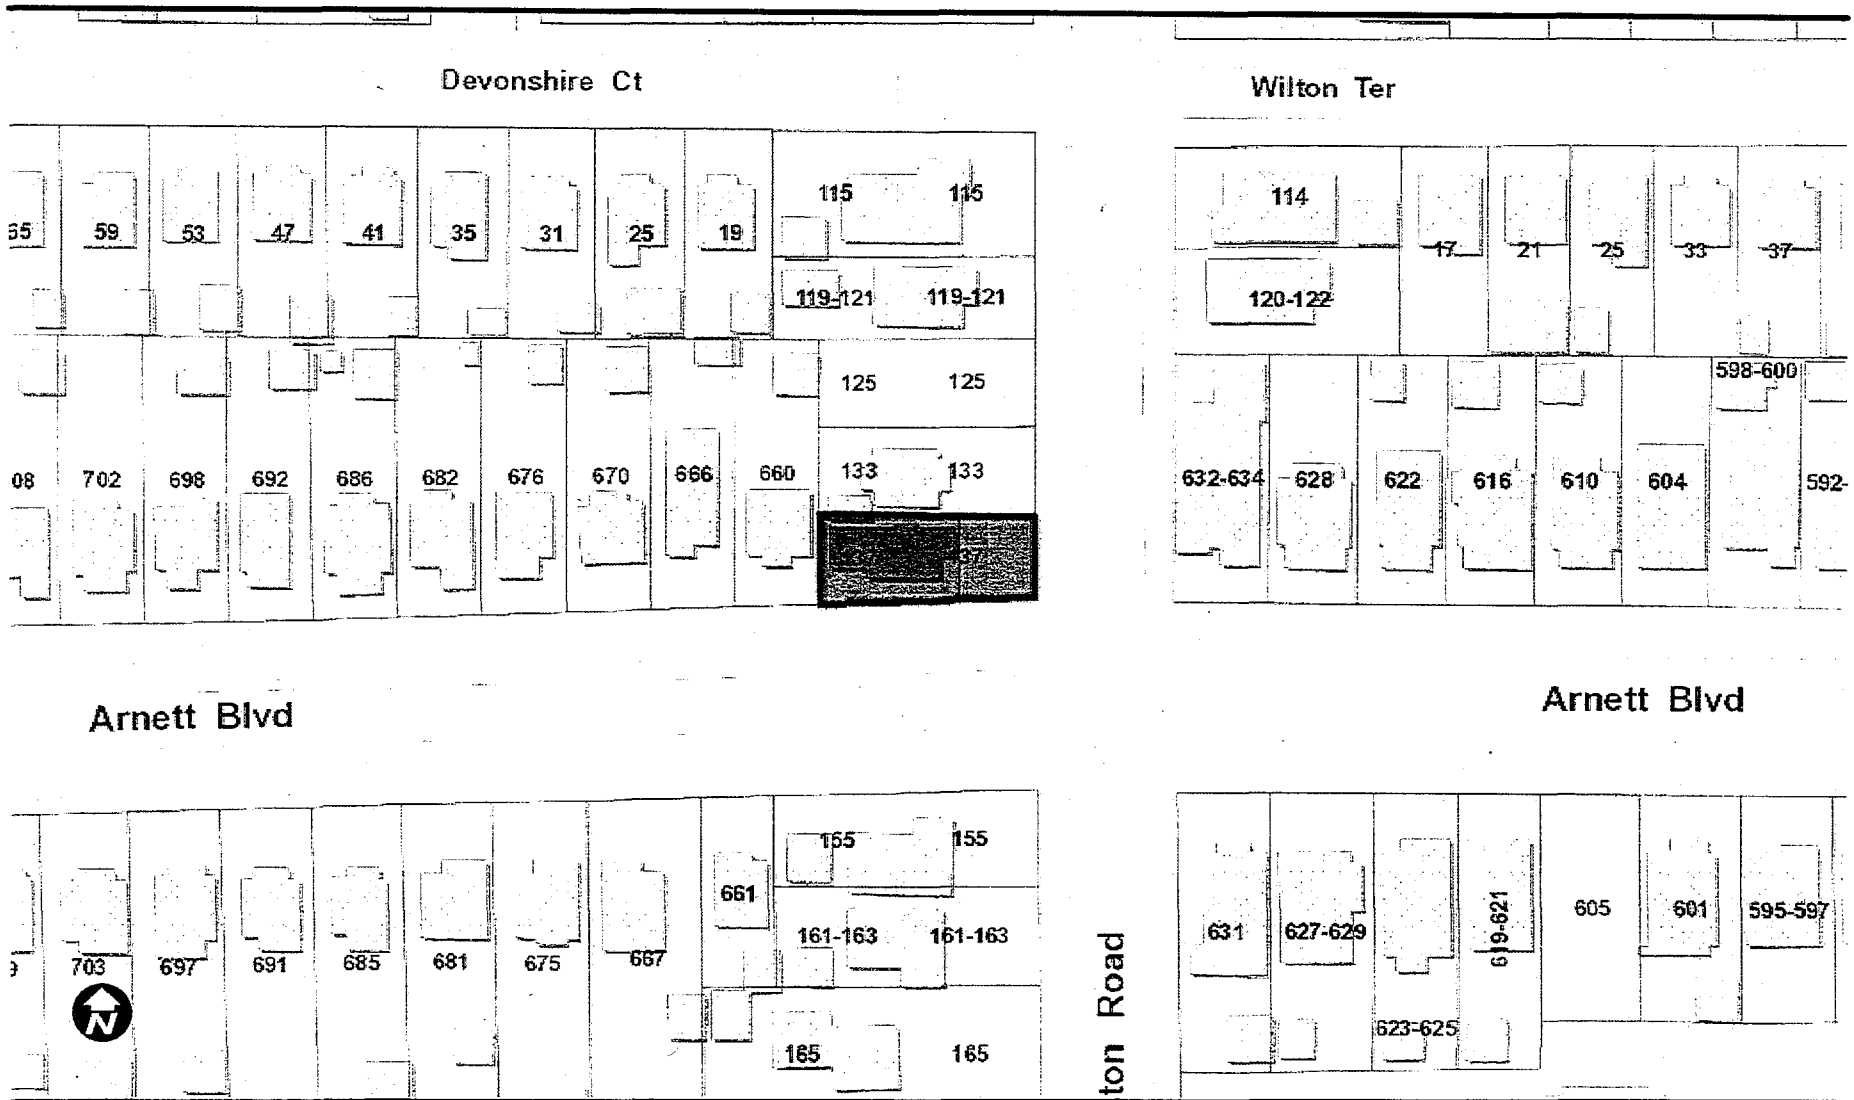 Devonshire Ct
Wilton Ter
59 53 47 41 35 31 25 19
115 115
114
17 21 25 33 37
119-121 119-121
120-122
125 125
598-600
702 698 692 686 682 676 670 666 660
133 133
632-634 628 622 616 610 604 592-
Arnett Blvd
Arnett Blvd
155 155
661
161-163 161-163
631 627-629 619-621 605 601 595-597
703 697 691 685 681 675 667
N
623-625
165 165
ton Road